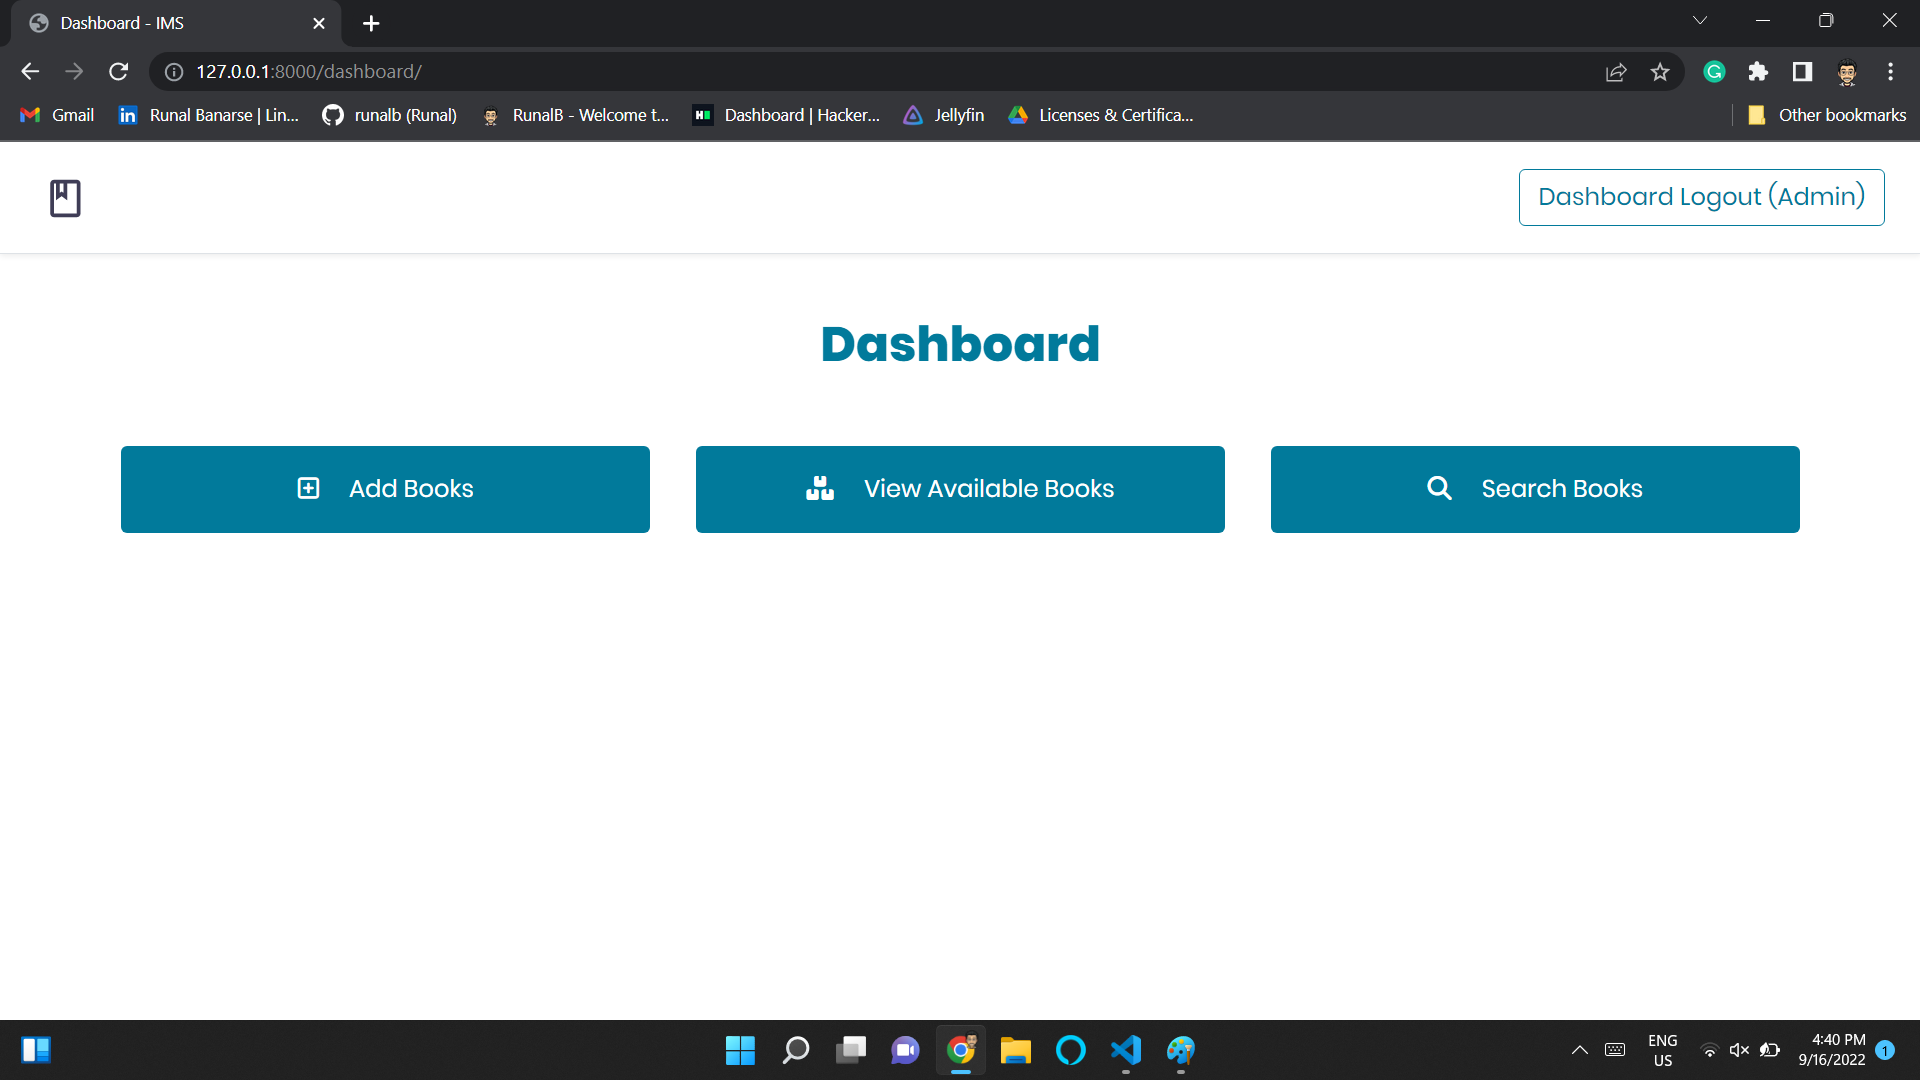 Dashboard - IMS
127.0.0.1:8000/dashboard/
Gmail
Runal Banarse | Lin...
runalb (Runal)
RunalB - Welcome t...
Dashboard | Hacker...
Jellyfin
Licenses & Certifica...
Other bookmarks
Dashboard Logout (Admin)
Dashboard
Add Books
View Available Books
Search Books
ENG
US
4:40 PM
9/16/2022
1